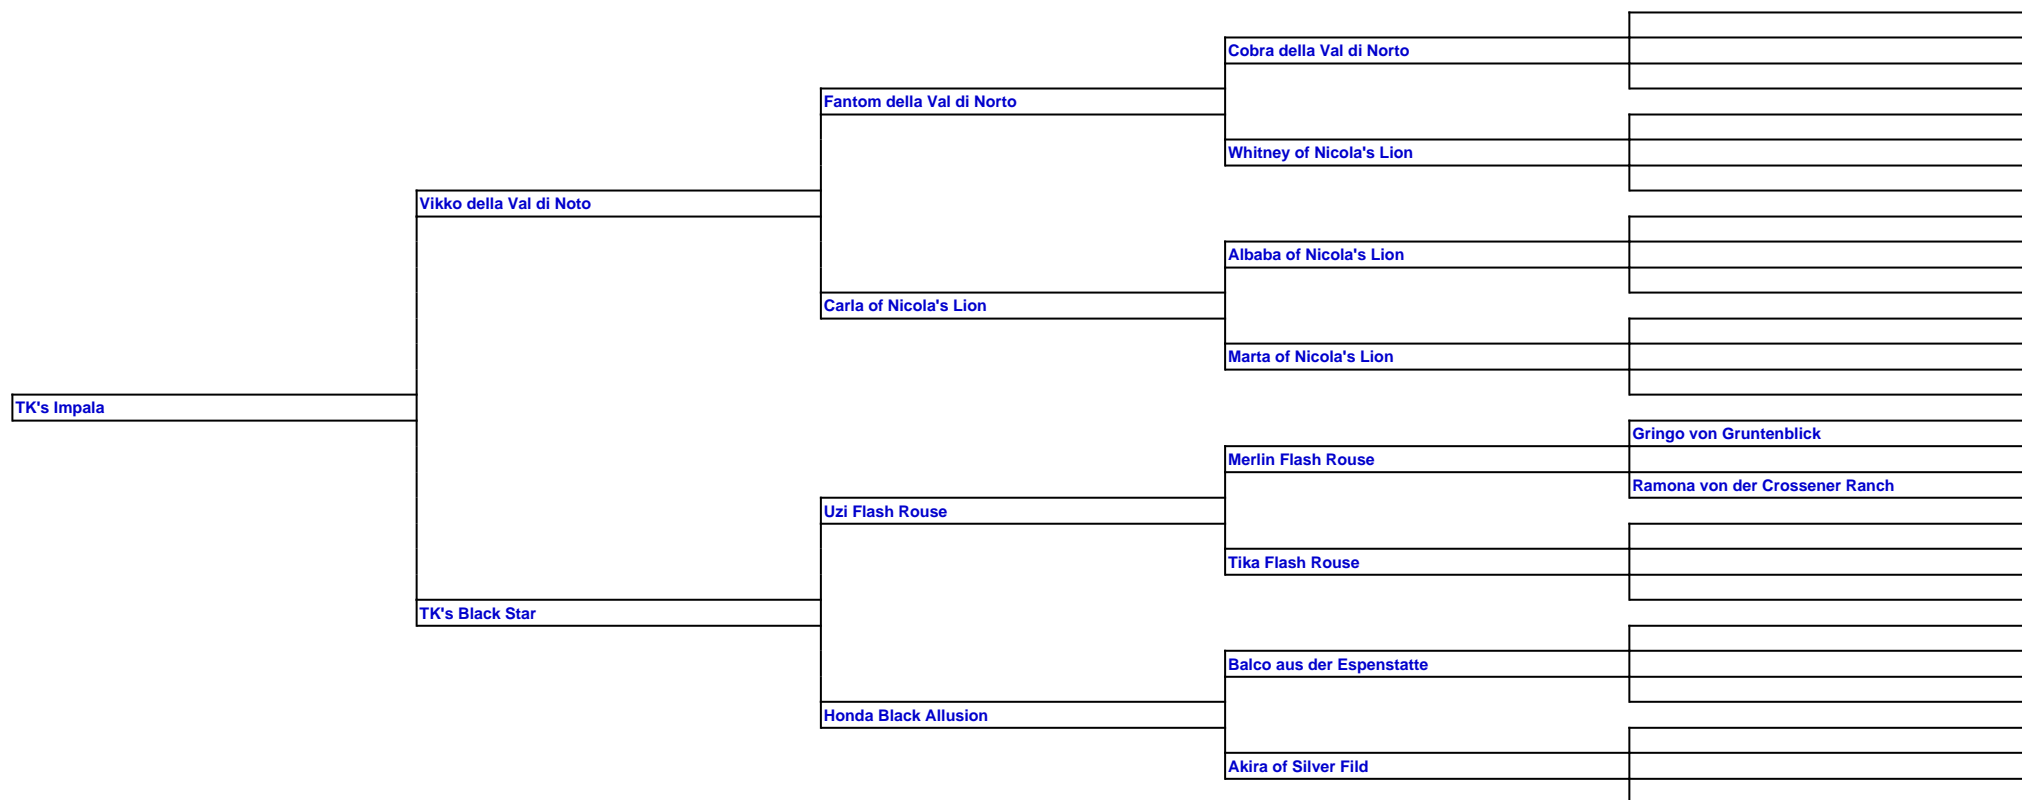 Cobra della Val di Norto
Fantom della Val di Norto
Whitney of Nicola's Lion
Vikko della Val di Noto
Albaba of Nicola's Lion
Carla of Nicola's Lion
Marta of Nicola's Lion
TK's Impala
Gringo von Gruntenblick
Merlin Flash Rouse
Ramona von der Crossener Ranch
Uzi Flash Rouse
Tika Flash Rouse
TK's Black Star
Balco aus der Espenstatte
Honda Black Allusion
Akira of Silver Fild